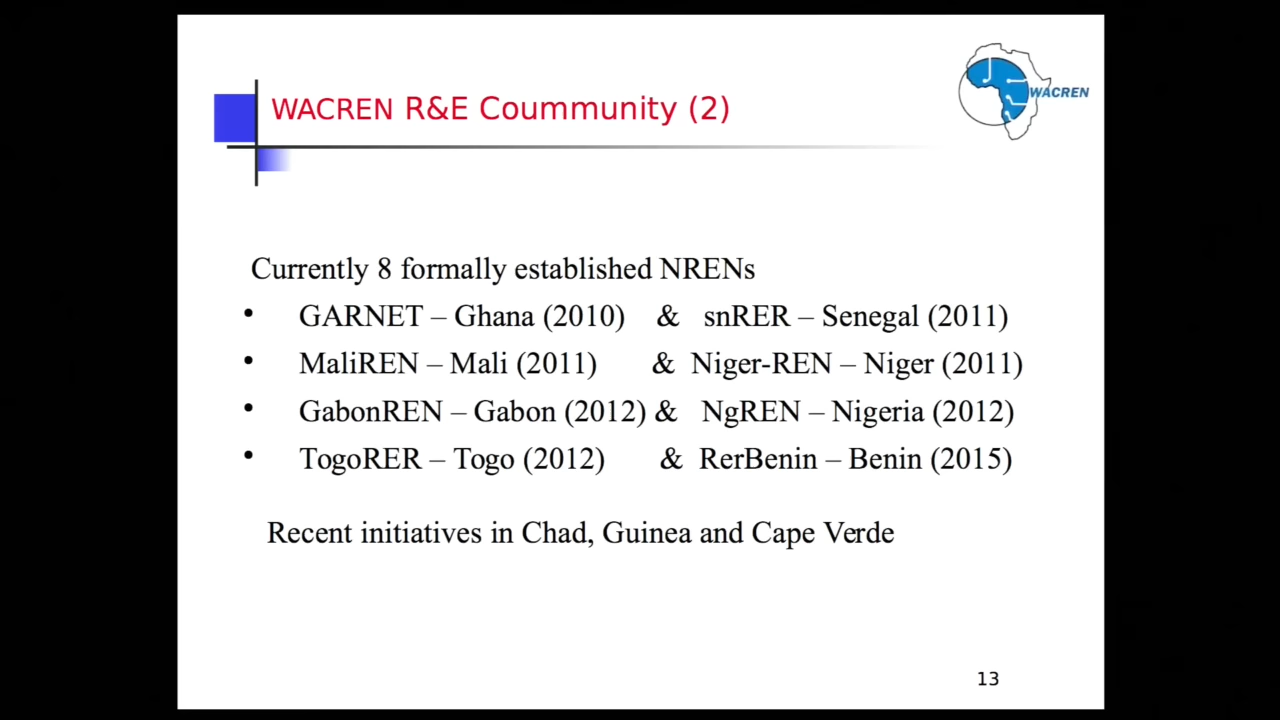 WACREN R&E Coummunity (2)
WACREN
Currently 8 formally established NRENs
• GARNET – Ghana (2010) & snRER – Senegal (2011)
• MaliREN – Mali (2011) & Niger-REN – Niger (2011)
• GabonREN – Gabon (2012) & NgREN – Nigeria (2012)
• TogoRER – Togo (2012) & RerBenin – Benin (2015)
Recent initiatives in Chad, Guinea and Cape Verde
13